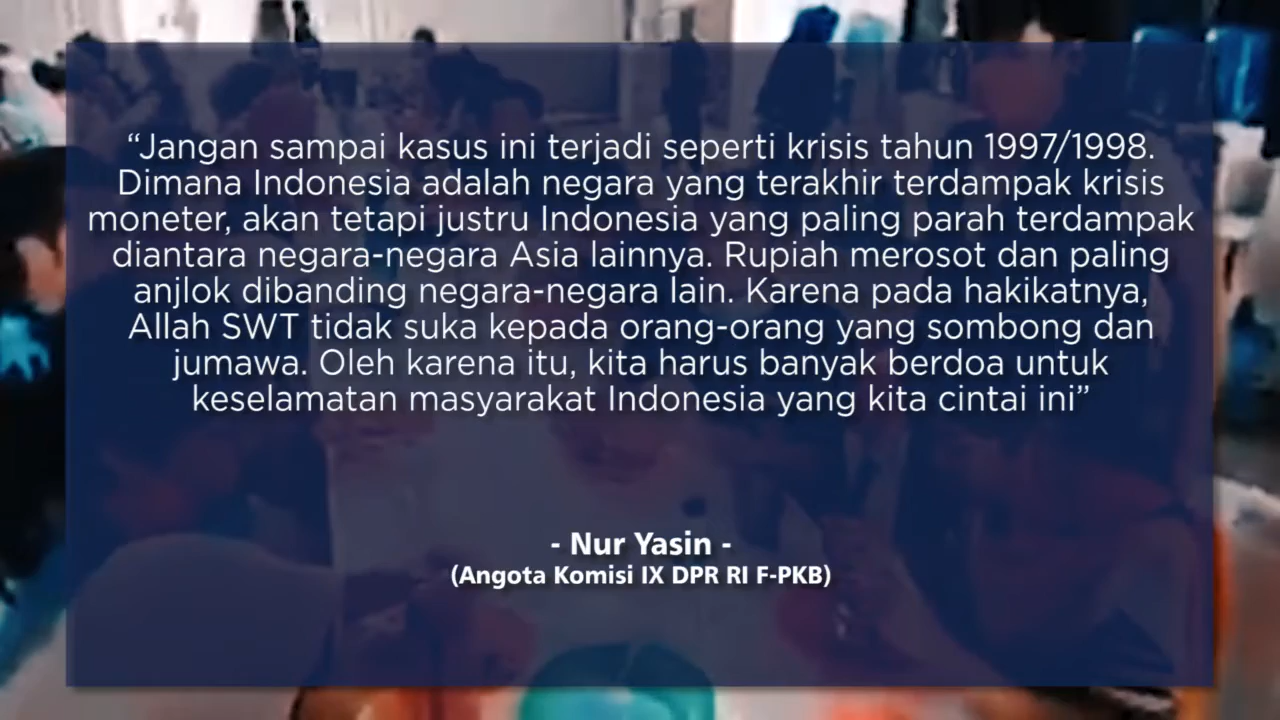 “Jangan sampai kasus ini terjadi seperti krisis tahun 1997/1998.
Dimana Indonesia adalah negara yang terakhir terdampak krisis
moneter, akan tetapi justru Indonesia yang paling parah terdampak
diantara negara-negara Asia lainnya. Rupiah merosot dan paling
anjlok dibanding negara-negara lain. Karena pada hakikatnya,
Allah SWT tidak suka kepada orang-orang yang sombong dan
jumawa. Oleh karena itu, kita harus banyak berdoa untuk
keselamatan masyarakat Indonesia yang kita cintai ini”
- Nur Yasin -
(Angota Komisi IX DPR RI F-PKB)